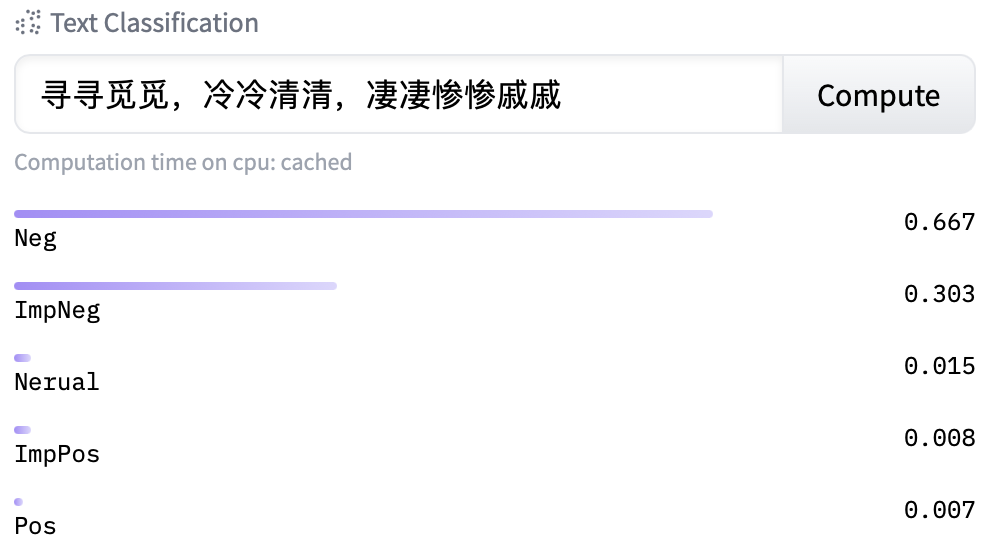 Text Classification
寻寻觅觅，冷冷清清，凄凄惨惨戚戚
Compute
Computation time on cpu: cached
0.667
Neg
0.303
ImpNeg
0.015
Nerual
0.008
ImpPos
0.007
Pos